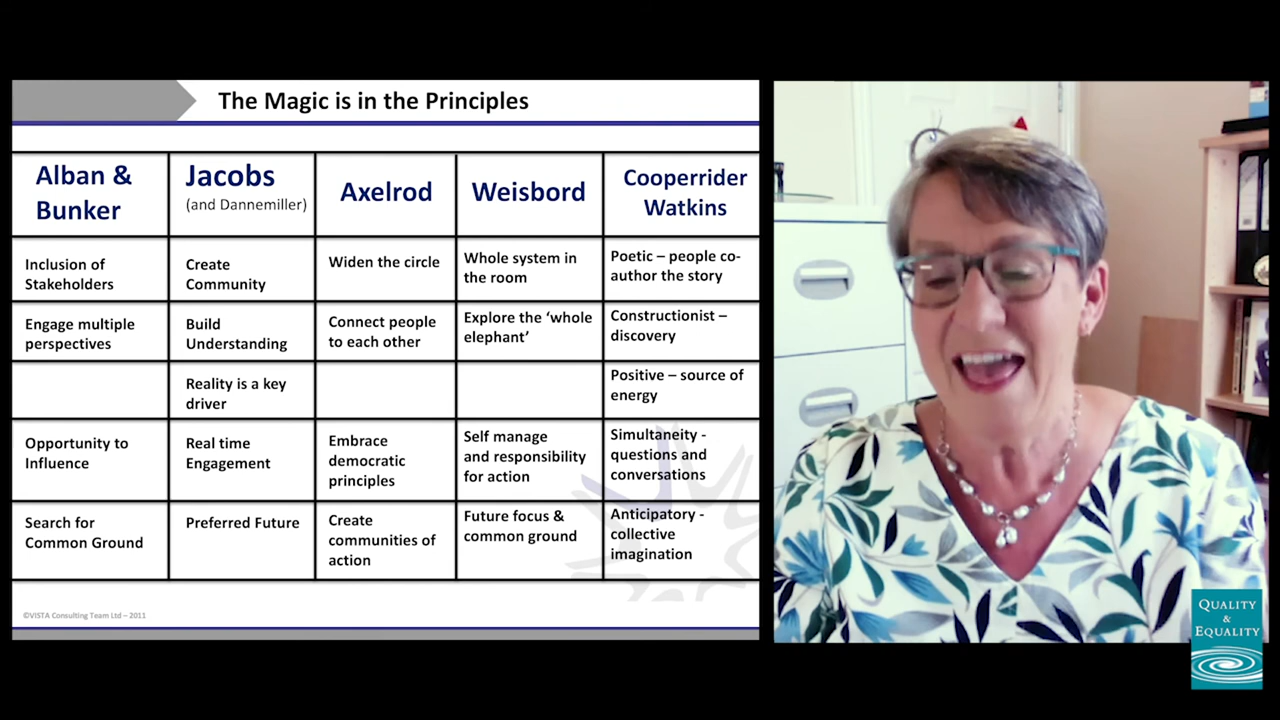 The Magic is in the Principles
Alban &
Bunker
Jacobs
(and Dannemiller)
Axelrod
Weisbord
Cooperrider
Watkins
Inclusion of
Stakeholders
Create
Community
Widen the circle
Whole system in
the room
Poetic – people co-
author the story
Engage multiple
perspectives
Build
Understanding
Connect people
to each other
Explore the ‘whole
elephant’
Constructionist –
discovery
Reality is a key
driver
Positive – source of
energy
Opportunity to
Influence
Real time
Engagement
Embrace
democratic
principles
Self manage
and responsibility
for action
Simultaneity -
questions and
conversations
Search for
Common Ground
Preferred Future
Create
communities of
action
Future focus &
common ground
Anticipatory -
collective
imagination
©VISTA Consulting Team Ltd – 2011
QUALITY
&
EQUALITY